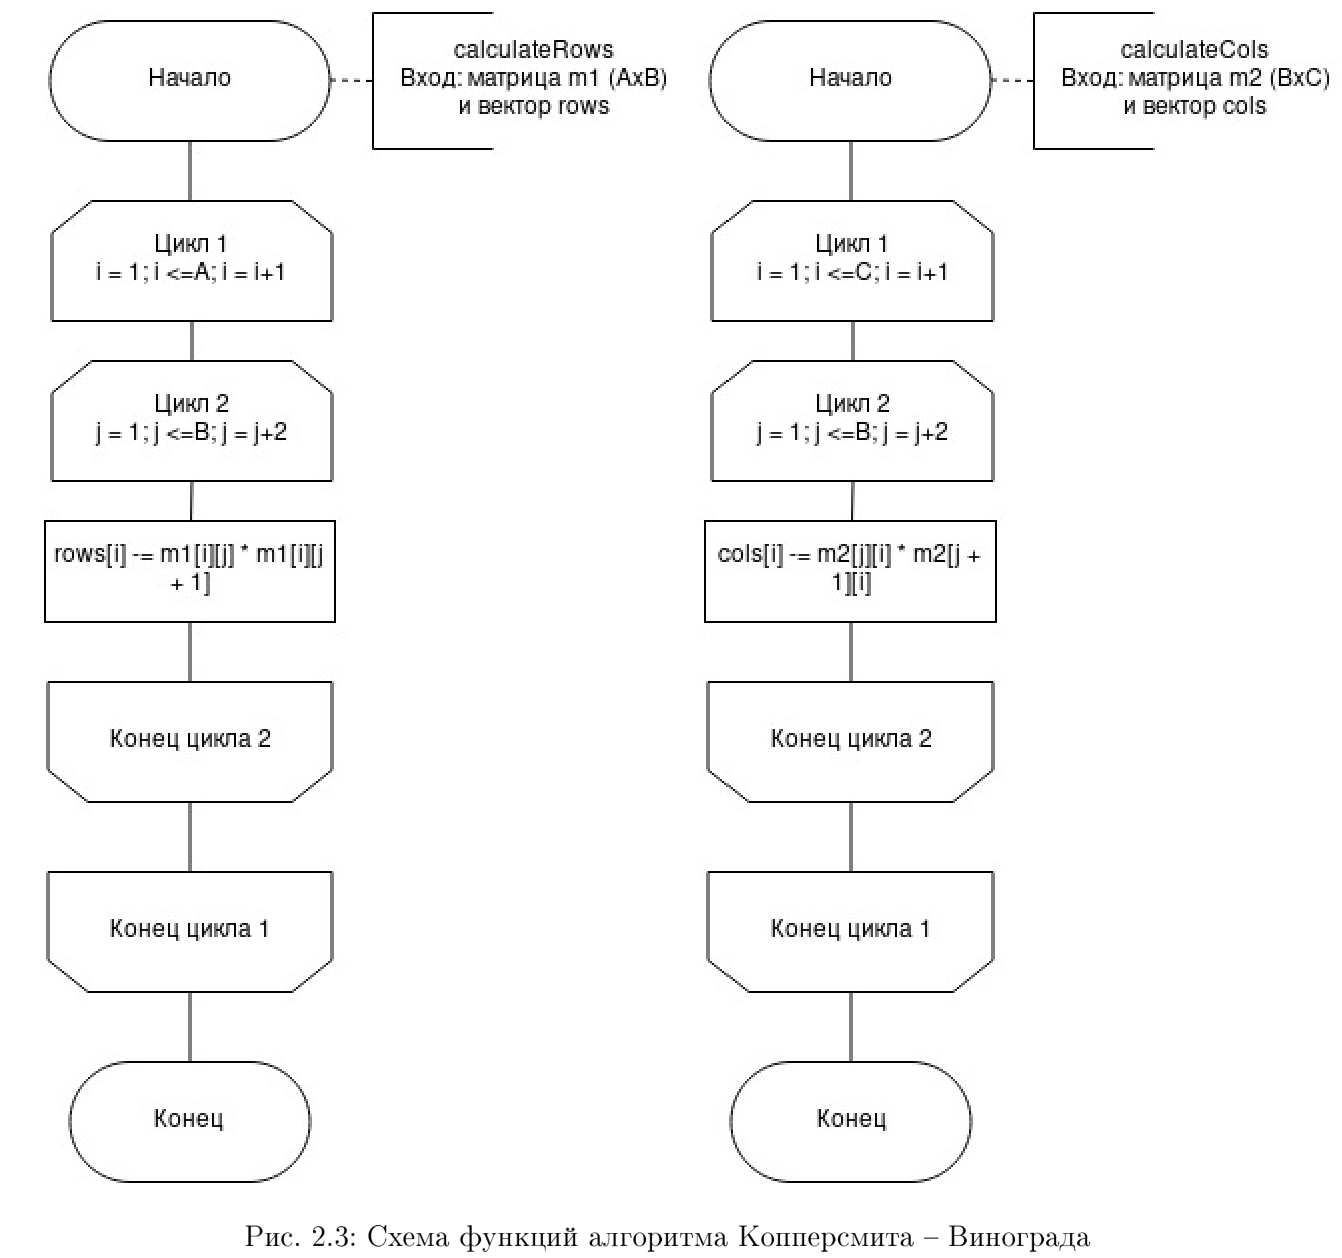 Начало
calculateRows
Вход: матрица m1 (AxB)
и вектор rows
Цикл 1
i = 1; i <=A; i = i+1
Цикл 2
j = 1; j <=B; j = j+2
rows[i] -= m1[i][j] * m1[i][j
+ 1]
Конец цикла 2
Конец цикла 1
Конец
Начало
calculateCols
Вход: матрица m2 (BxC)
и вектор cols
Цикл 1
i = 1; i <=C; i = i+1
Цикл 2
j = 1; j <=B; j = j+2
cols[i] -= m2[j][i] * m2[j +
1][i]
Конец цикла 2
Конец цикла 1
Конец
Рис. 2.3: Схема функций алгоритма Копперсмита – Винограда